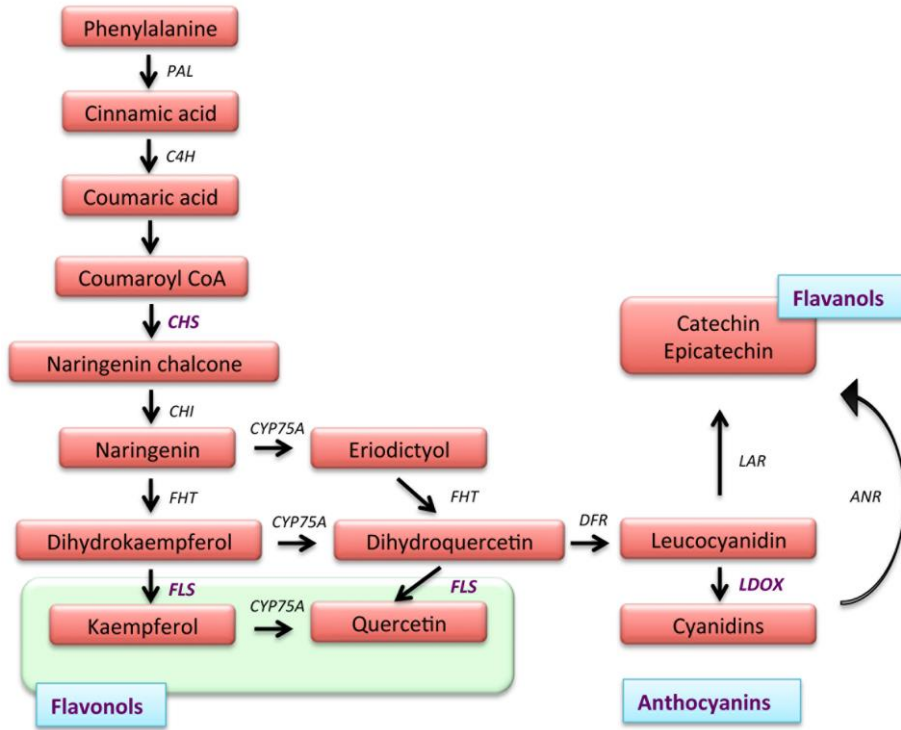 Phenylalanine
PAL
Cinnamic acid
C4H
Coumaric acid
Coumaroyl CoA
CHS
Naringenin chalcone
CHI
Naringenin
CYP75A
Eriodictyol
FHT
FHT
Dihydrokaempferol
CYP75A
Dihydroquercetin
DFR
Leucocyanidin
FLS
FLS
LDOX
Kaempferol
CYP75A
Quercetin
Cyanidins
Flavonols
Anthocyanins
Flavanols
Catechin
Epicatechin
LAR
ANR